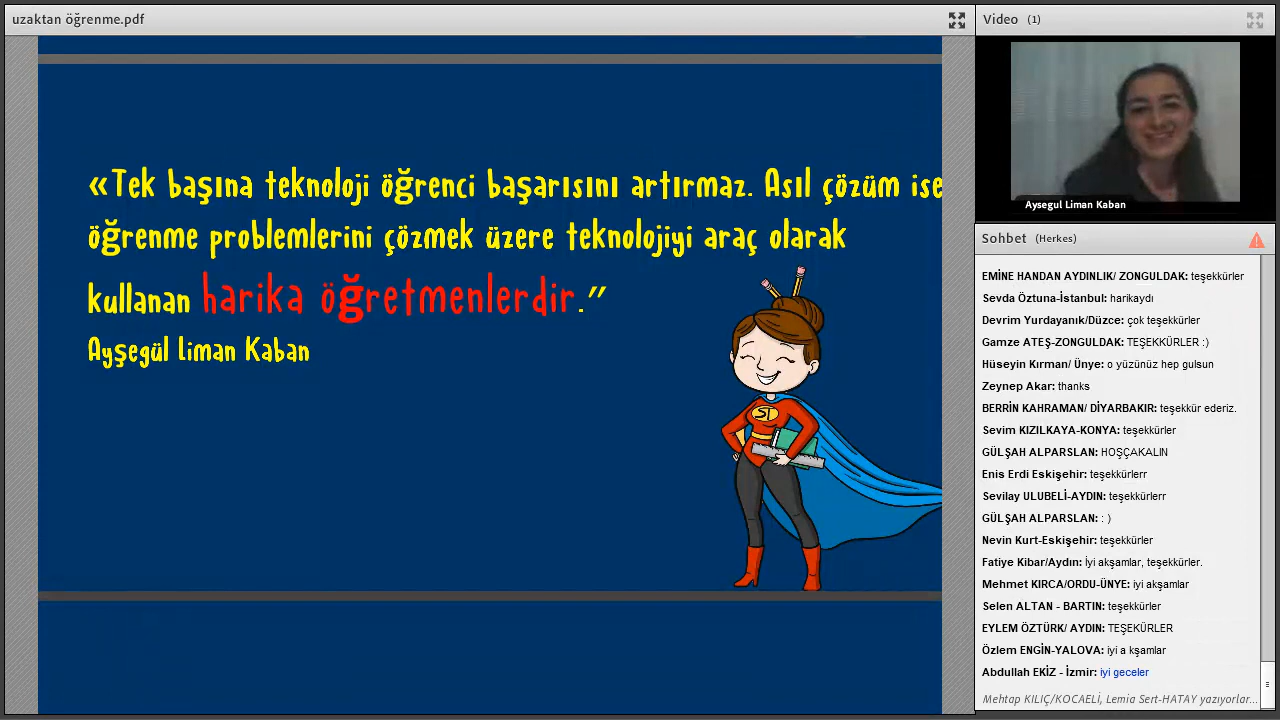 uzaktan öğrenme.pdf
«Tek başına teknoloji öğrenci başarısını artırmaz. Asıl çözüm ise
öğrenme problemlerini çözmek üzere teknolojiyi araç olarak
kullanan harika öğretmenlerdir.”
Ayşegül Liman Kaban
ST
Video (1)
Aysegul Liman Kaban
Sohbet (Herkes)
EMİNE HANDAN AYDINLIK/ ZONGULDAK: teşekkürler
Sevda Öztuna-İstanbul: harikaydı
Devrim Yurdayanık/Düzce: çok teşekkürler
Gamze ATEŞ-ZONGULDAK: TEŞEKKÜRLER :)
Hüseyin Kırman/ Ünye: o yüzünüz hep gulsun
Zeynep Akar: thanks
BERRİN KAHRAMAN/ DİYARBAKIR: teşekkür ederiz.
Sevim KIZILKAYA-KONYA: teşekkürler
GÜLŞAH ALPARSLAN: HOŞÇAKALIN
Enis Erdi Eskişehir: teşekkürlerr
Sevilay ULUBELİ-AYDIN: teşekkürlerr
GÜLŞAH ALPARSLAN: : )
Nevin Kurt-Eskişehir: teşekkürler
Fatiye Kibar/Aydın: İyi akşamlar, teşekkürler.
Mehmet KIRCA/ORDU-ÜNYE: iyi akşamlar
Selen ALTAN - BARTIN: teşekkürler
EYLEM ÖZTÜRK/ AYDIN: TEŞEKÜRLER
Özlem ENGİN-YALOVA: iyi a kşamlar
Abdullah EKİZ - İzmir: iyi geceler
Mehtap KILIÇ/KOCAELİ, Lemia Sert-HATAY yazıyorlar...